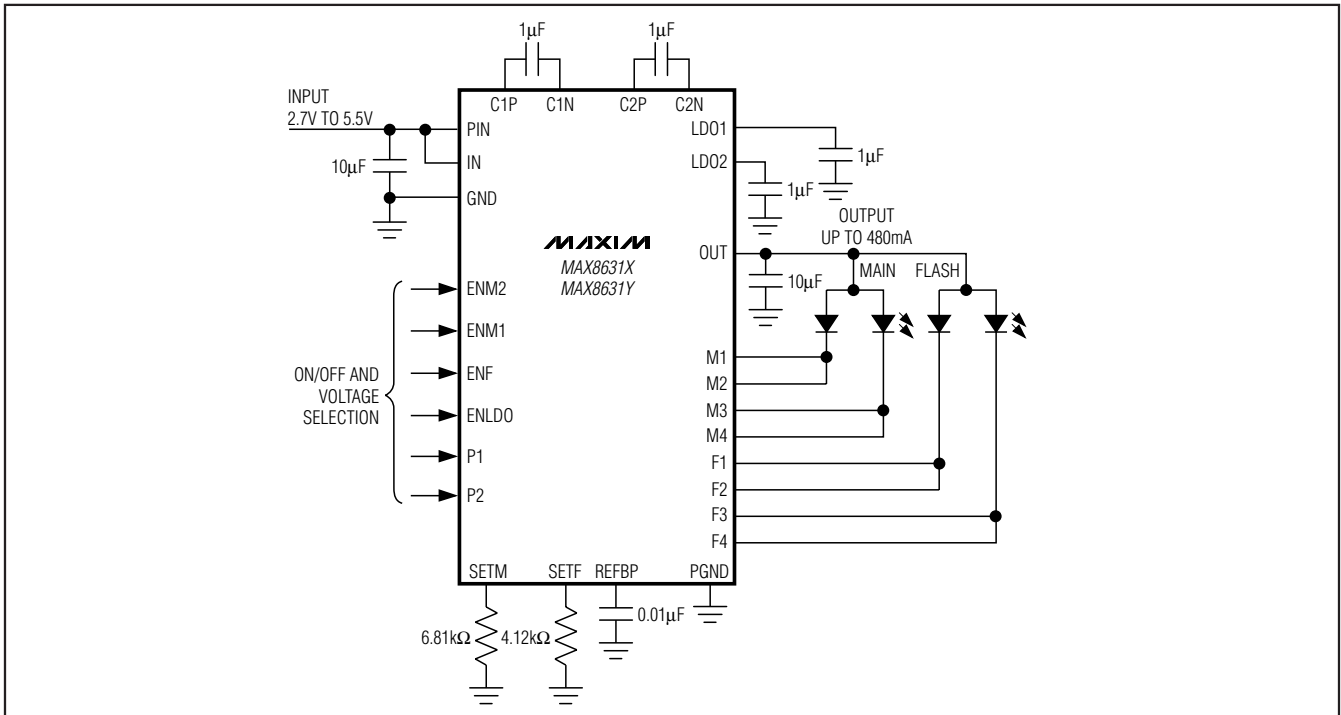 1µF
1µF
C1P
C1N
C2P
C2N
INPUT
2.7V TO 5.5V
PIN
LDO1
10µF
IN
LDO2
1µF
1µF
GND
OUTPUT
UP TO 480mA
MAXIM
MAX8631X
MAX8631Y
OUT
MAIN
FLASH
10µF
ENM2
ENM1
ENF
ENLDO
P1
P2
ON/OFF AND
VOLTAGE
SELECTION
M1
M2
M3
M4
F1
F2
F3
F4
SETM
SETF
REFBP
PGND
6.81kΩ
4.12kΩ
0.01µF